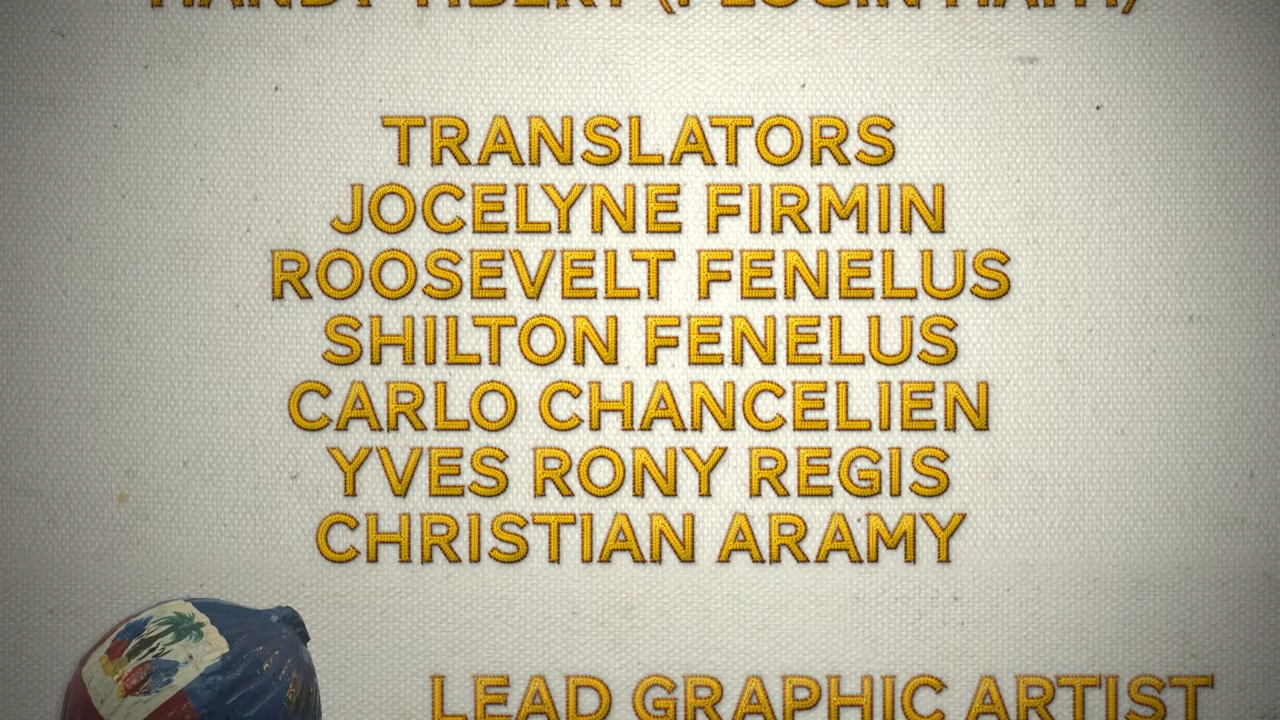 TRANSLATORS
JOCELYNE FIRMIN
ROOSEVELT FENELUS
SHILTON FENELUS
CARLO CHANCELIEN
YVES RONY REGIS
CHRISTIAN ARAMY
LEAD GRAPHIC ARTIST